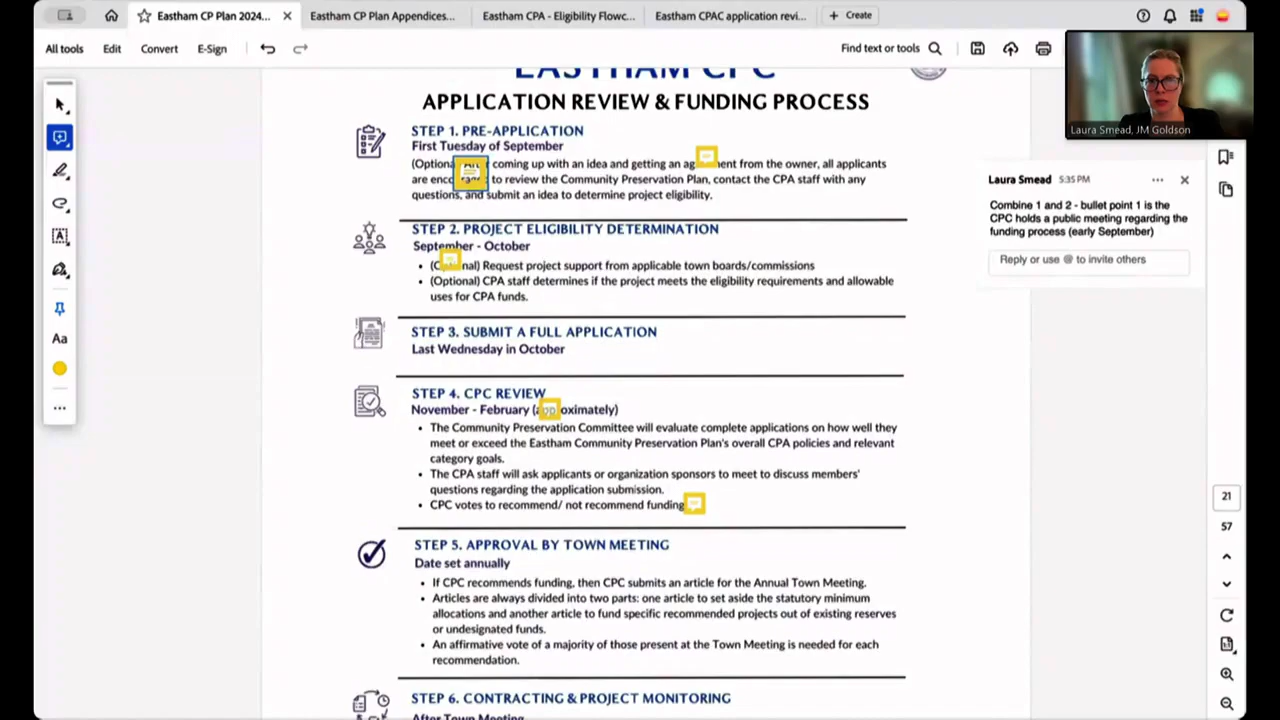 Eastham CP Plan 2024...
Eastham CP Plan Appendices...
Eastham CPA - Eligibility Flowc...
Eastham CPAC application revi...
+ Create
All tools
Edit
Convert
E-Sign
Find text or tools
Laura Smead, JM Goldson
EASTHAM CPC
APPLICATION REVIEW & FUNDING PROCESS
STEP 1. PRE-APPLICATION
First Tuesday of September
(Option coming up with an idea and getting an ag ent from the owner, all applicants
are enc to review the Community Preservation Plan, contact the CPA staff with any
questions, and submit an idea to determine project eligibility.
STEP 2. PROJECT ELIGIBILITY DETERMINATION
September - October
• (O nal) Request project support from applicable town boards/commissions
• (Optional) CPA staff determines if the project meets the eligibility requirements and allowable
uses for CPA funds.
STEP 3. SUBMIT A FULL APPLICATION
Last Wednesday in October
STEP 4. CPC REVIEW
November - February (approximately)
• The Community Preservation Committee will evaluate complete applications on how well they
meet or exceed the Eastham Community Preservation Plan's overall CPA policies and relevant
category goals.
• The CPA staff will ask applicants or organization sponsors to meet to discuss members'
questions regarding the application submission.
• CPC votes to recommend/ not recommend funding
STEP 5. APPROVAL BY TOWN MEETING
Date set annually
• If CPC recommends funding, then CPC submits an article for the Annual Town Meeting.
• Articles are always divided into two parts: one article to set aside the statutory minimum
allocations and another article to fund specific recommended projects out of existing reserves
or undesignated funds.
• An affirmative vote of a majority of those present at the Town Meeting is needed for each
recommendation.
STEP 6. CONTRACTING & PROJECT MONITORING
After Town Meeting
Laura Smead 5:35 PM
Combine 1 and 2 - bullet point 1 is the
CPC holds a public meeting regarding the
funding process (early September)
Reply or use @ to invite others
Aa
21
57